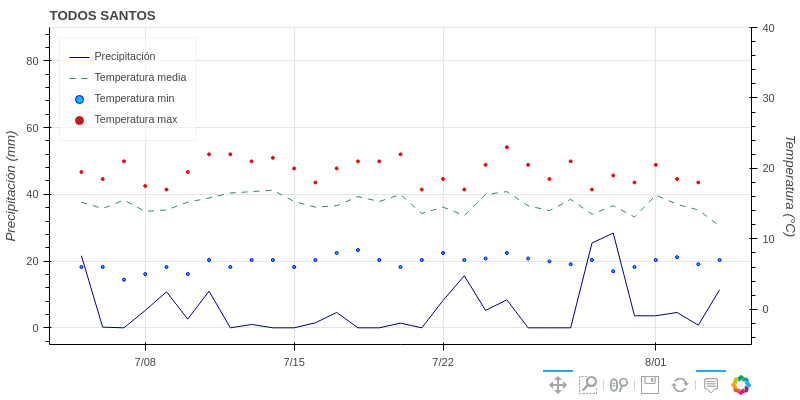 TODOS SANTOS
Precipitación
Temperatura media
Temperatura min
Temperatura max
Precipitación (mm)
80
60
40
20
0
Temperatura (°C)
40
30
20
10
0
7/08
7/15
7/22
8/01